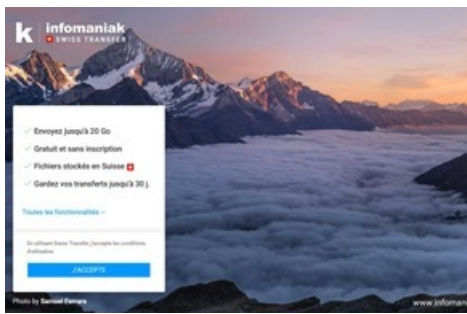 k infomaniak
SWISS TRANSFER
Envoyez jusqu'à 20 Go
Gratuit et sans inscription
Fichiers stockés en Suisse
Gardez vos transferts jusqu'à 30 j.
Toutes les fonctionnalités
En utilisant Swiss Transfer, j'accepte les conditions
d'utilisation
J'ACCEPTE
Photo by Samuel Ferrara
www.infoman